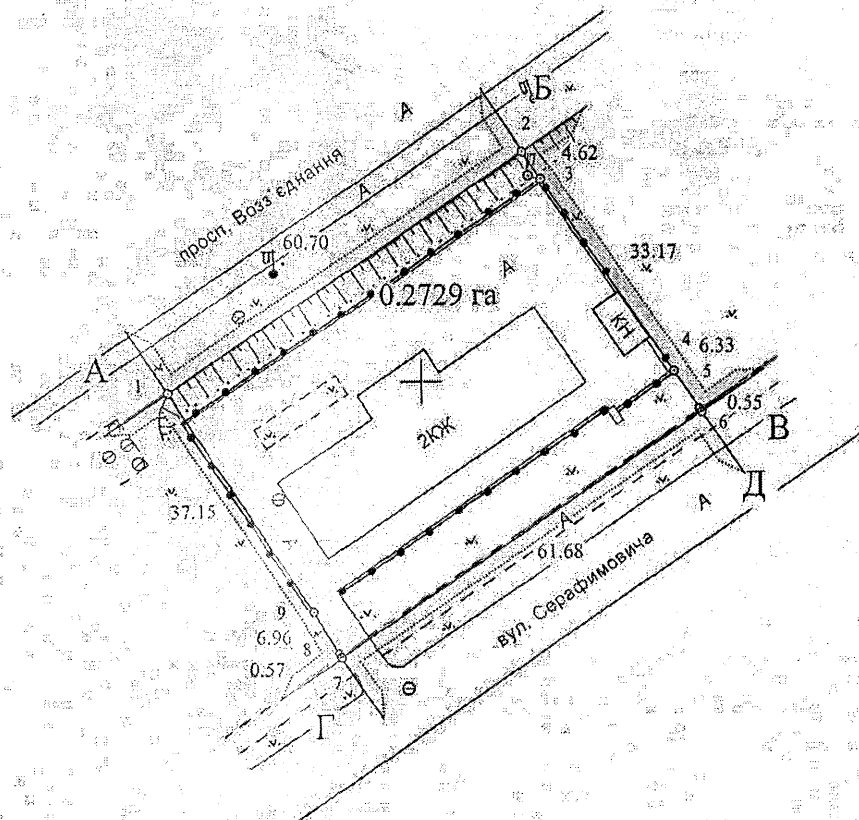 Б
А
2
4.62
3
просп, Возз'єднання
А
60.70
33.17
А
0.2729 га
КН
4
6.33
5
А
1
0.55
6
2КЖ
В
Д
37.15
А
А
А
61.68
вул. Серафимовича
9
6.96
8
0.57
7
Г